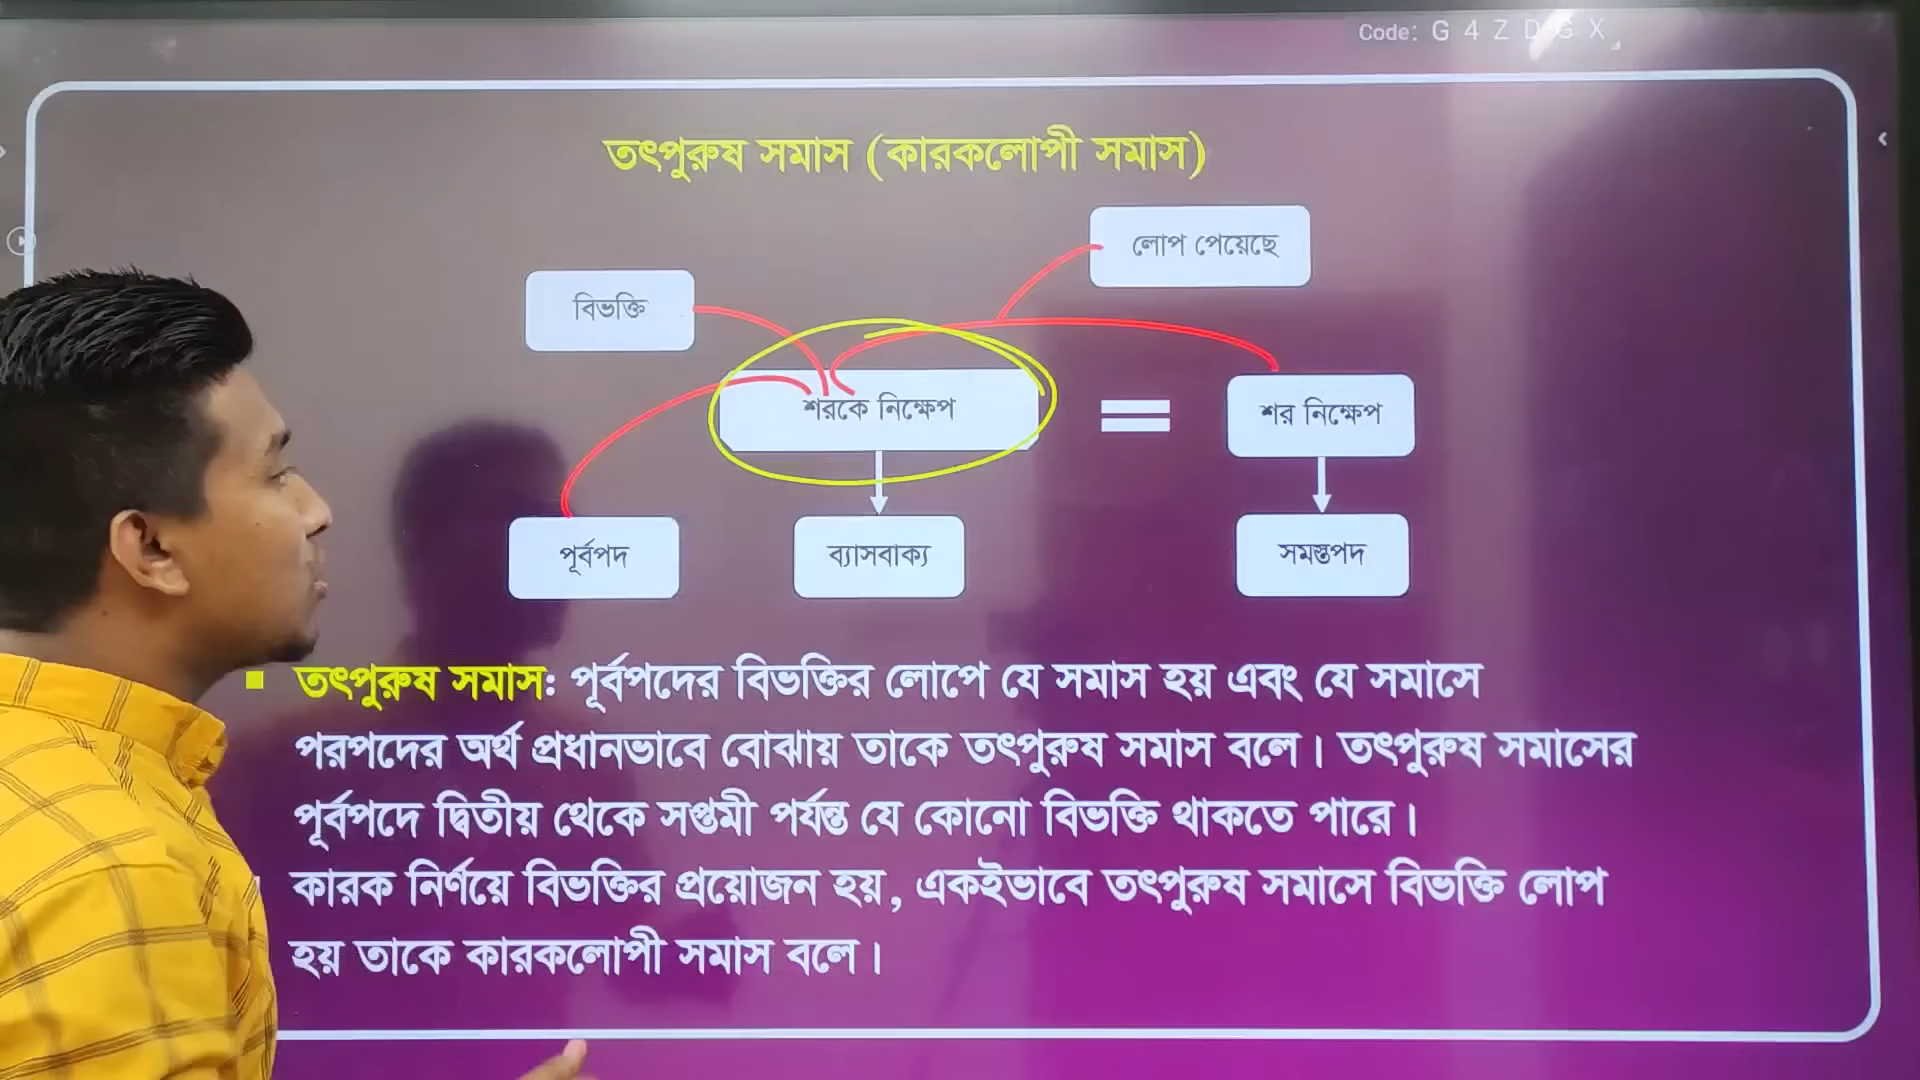 Code: G 4 Z D G X
তৎপুরুষ সমাস (কারকলোপী সমাস)
লোপ পেয়েছে
বিভক্তি
শরকে নিক্ষেপ
=
শর নিক্ষেপ
পূর্বপদ
ব্যাসবাক্য
সমস্তপদ
▪ তৎপুরুষ সমাস: পূর্বপদের বিভক্তির লোপে যে সমাস হয় এবং যে সমাসে
পরপদের অর্থ প্রধানভাবে বোঝায় তাকে তৎপুরুষ সমাস বলে। তৎপুরুষ সমাসের
পূর্বপদে দ্বিতীয় থেকে সপ্তমী পর্যন্ত যে কোনো বিভক্তি থাকতে পারে।
কারক নির্ণয়ে বিভক্তির প্রয়োজন হয়, একইভাবে তৎপুরুষ সমাসে বিভক্তি লোপ
হয় তাকে কারকলোপী সমাস বলে।